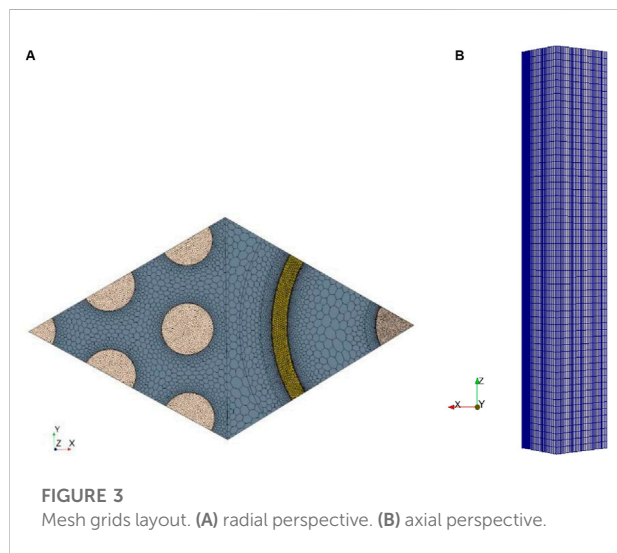 A
B
Y
Z X
Z
X Y
FIGURE 3
Mesh grids layout. (A) radial perspective. (B) axial perspective.